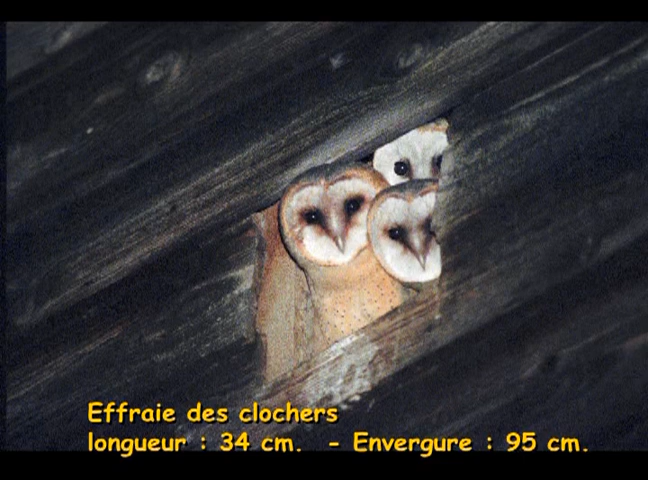 Effraie des clochers
longueur : 34 cm. - Envergure : 95 cm.